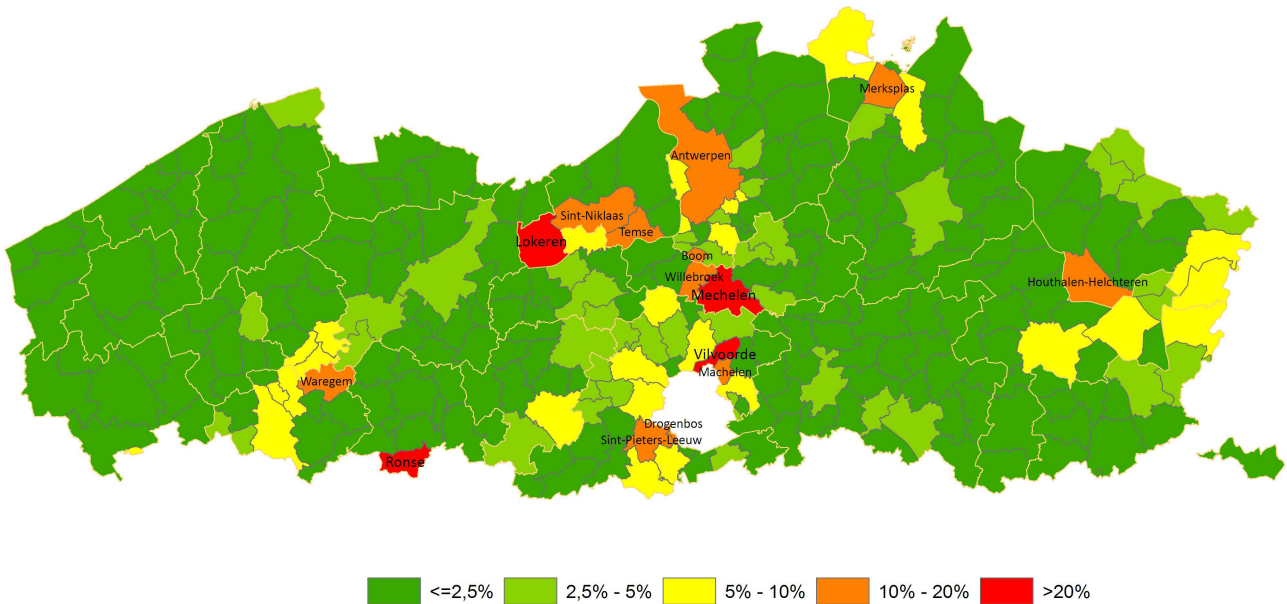 Merksplas
Antwerpen
Sint-Niklaas
Temse
Lokeren
Boom
Willebroek
Houthalen-Helchteren
Mechelen
Vilvoorde
Machelen
Waregem
Drogenbos
Sint-Pieters-Leeuw
Ronse
<=2,5% 2,5% - 5% 5% - 10% 10% - 20% >20%